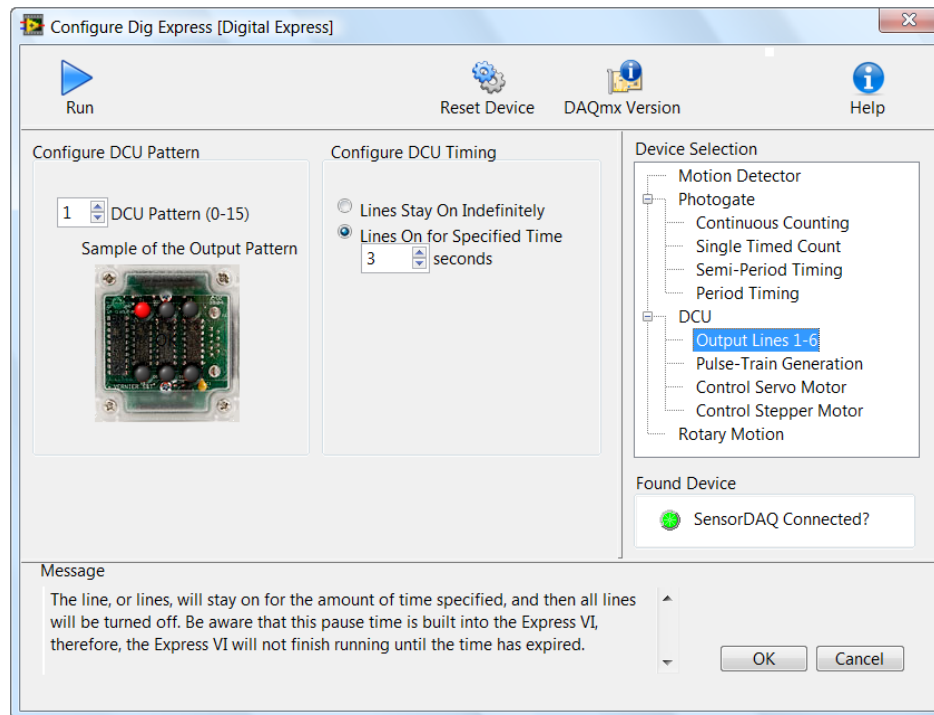 Configure Dig Express [Digital Express]
Run
Reset Device
DAQmx Version
Help
Configure DCU Pattern
1
DCU Pattern (0-15)
Sample of the Output Pattern
Configure DCU Timing
Lines Stay On Indefinitely
Lines On for Specified Time
3
seconds
Device Selection
Motion Detector
Photogate
Continuous Counting
Single Timed Count
Semi-Period Timing
Period Timing
DCU
Output Lines 1-6
Pulse-Train Generation
Control Servo Motor
Control Stepper Motor
Rotary Motion
Found Device
SensorDAQ Connected?
Message
The line, or lines, will stay on for the amount of time specified, and then all lines
will be turned off. Be aware that this pause time is built into the Express VI,
therefore, the Express VI will not finish running until the time has expired.
OK
Cancel